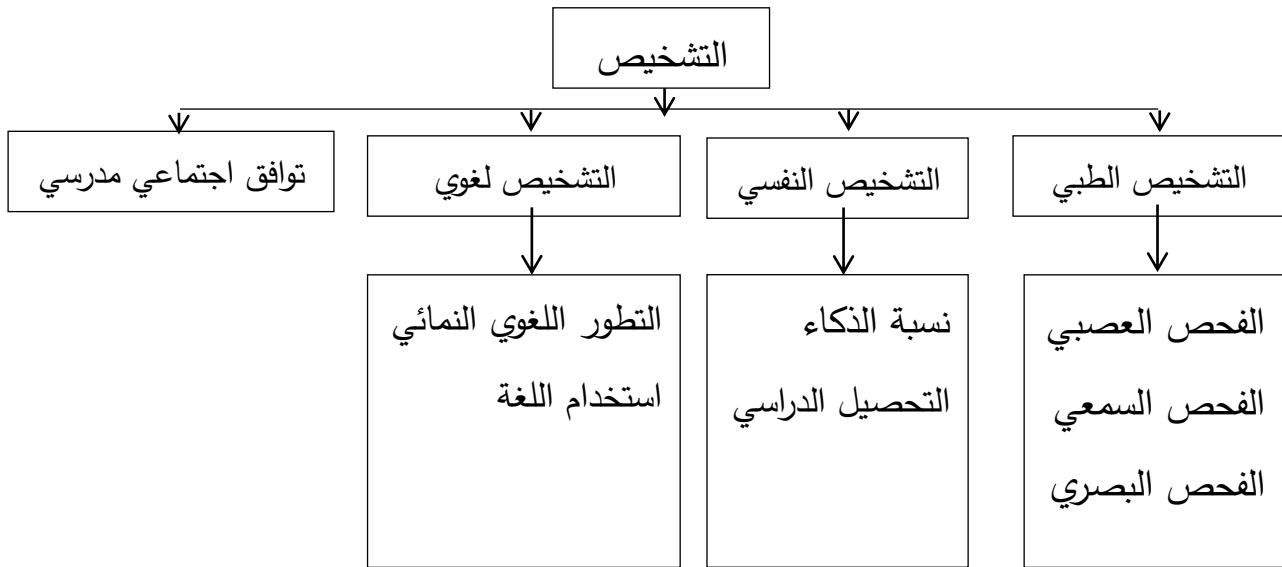 التشخيص
التشخيص الطبي
التشخيص النفسي
التشخيص لغوي
توافق اجتماعي مدرسي
الفحص العصبي
الفحص السمعي
الفحص البصري
نسبة الذكاء
التحصيل الدراسي
التطور اللغوي النمائي
استخدام اللغة